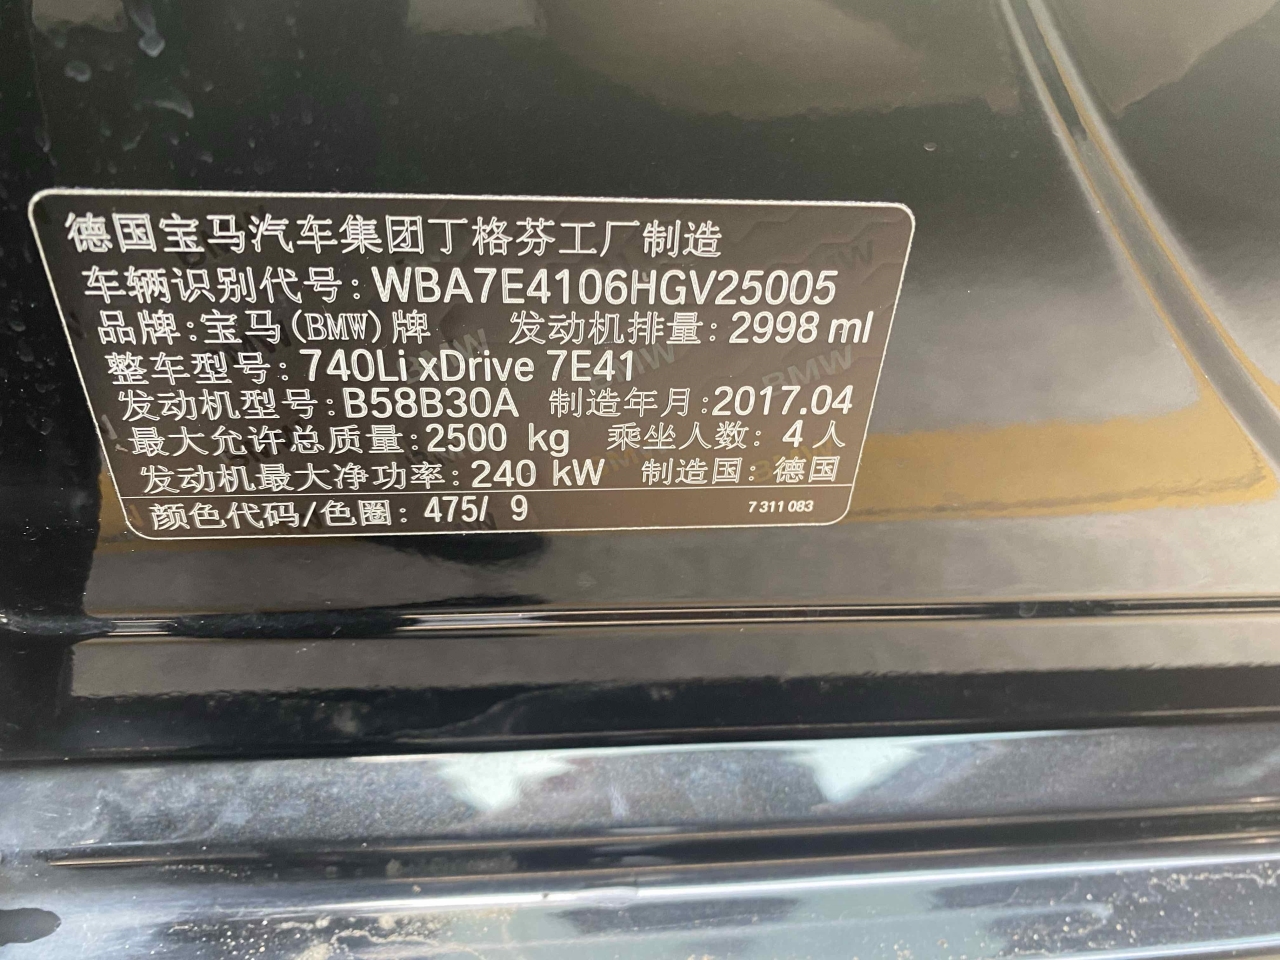 德国宝马汽车集团丁格芬工厂制造
车辆识别代号: WBA7E4106HGV25005
品牌:宝马(BMW)牌 发动机排量: 2998 ml
整车型号: 740Li xDrive 7E41
发动机型号: B58B30A 制造年月:2017.04
最大允许总质量: 2500 kg 乘坐人数: 4 人
发动机最大净功率: 240 kW 制造国: 德国
颜色代码/色圈: 475/ 9 7 311 083